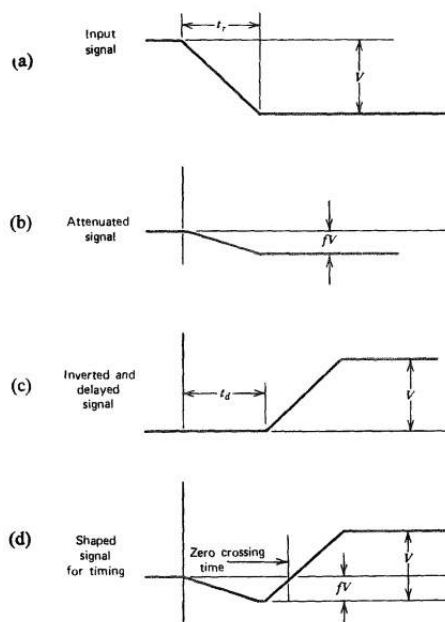 (a)
Input
signal
t_r
V
(b)
Attenuated
signal
fV
(c)
Inverted and
delayed
signal
t_d
V
(d)
Shaped
signal
for timing
Zero crossing
time
fV
V